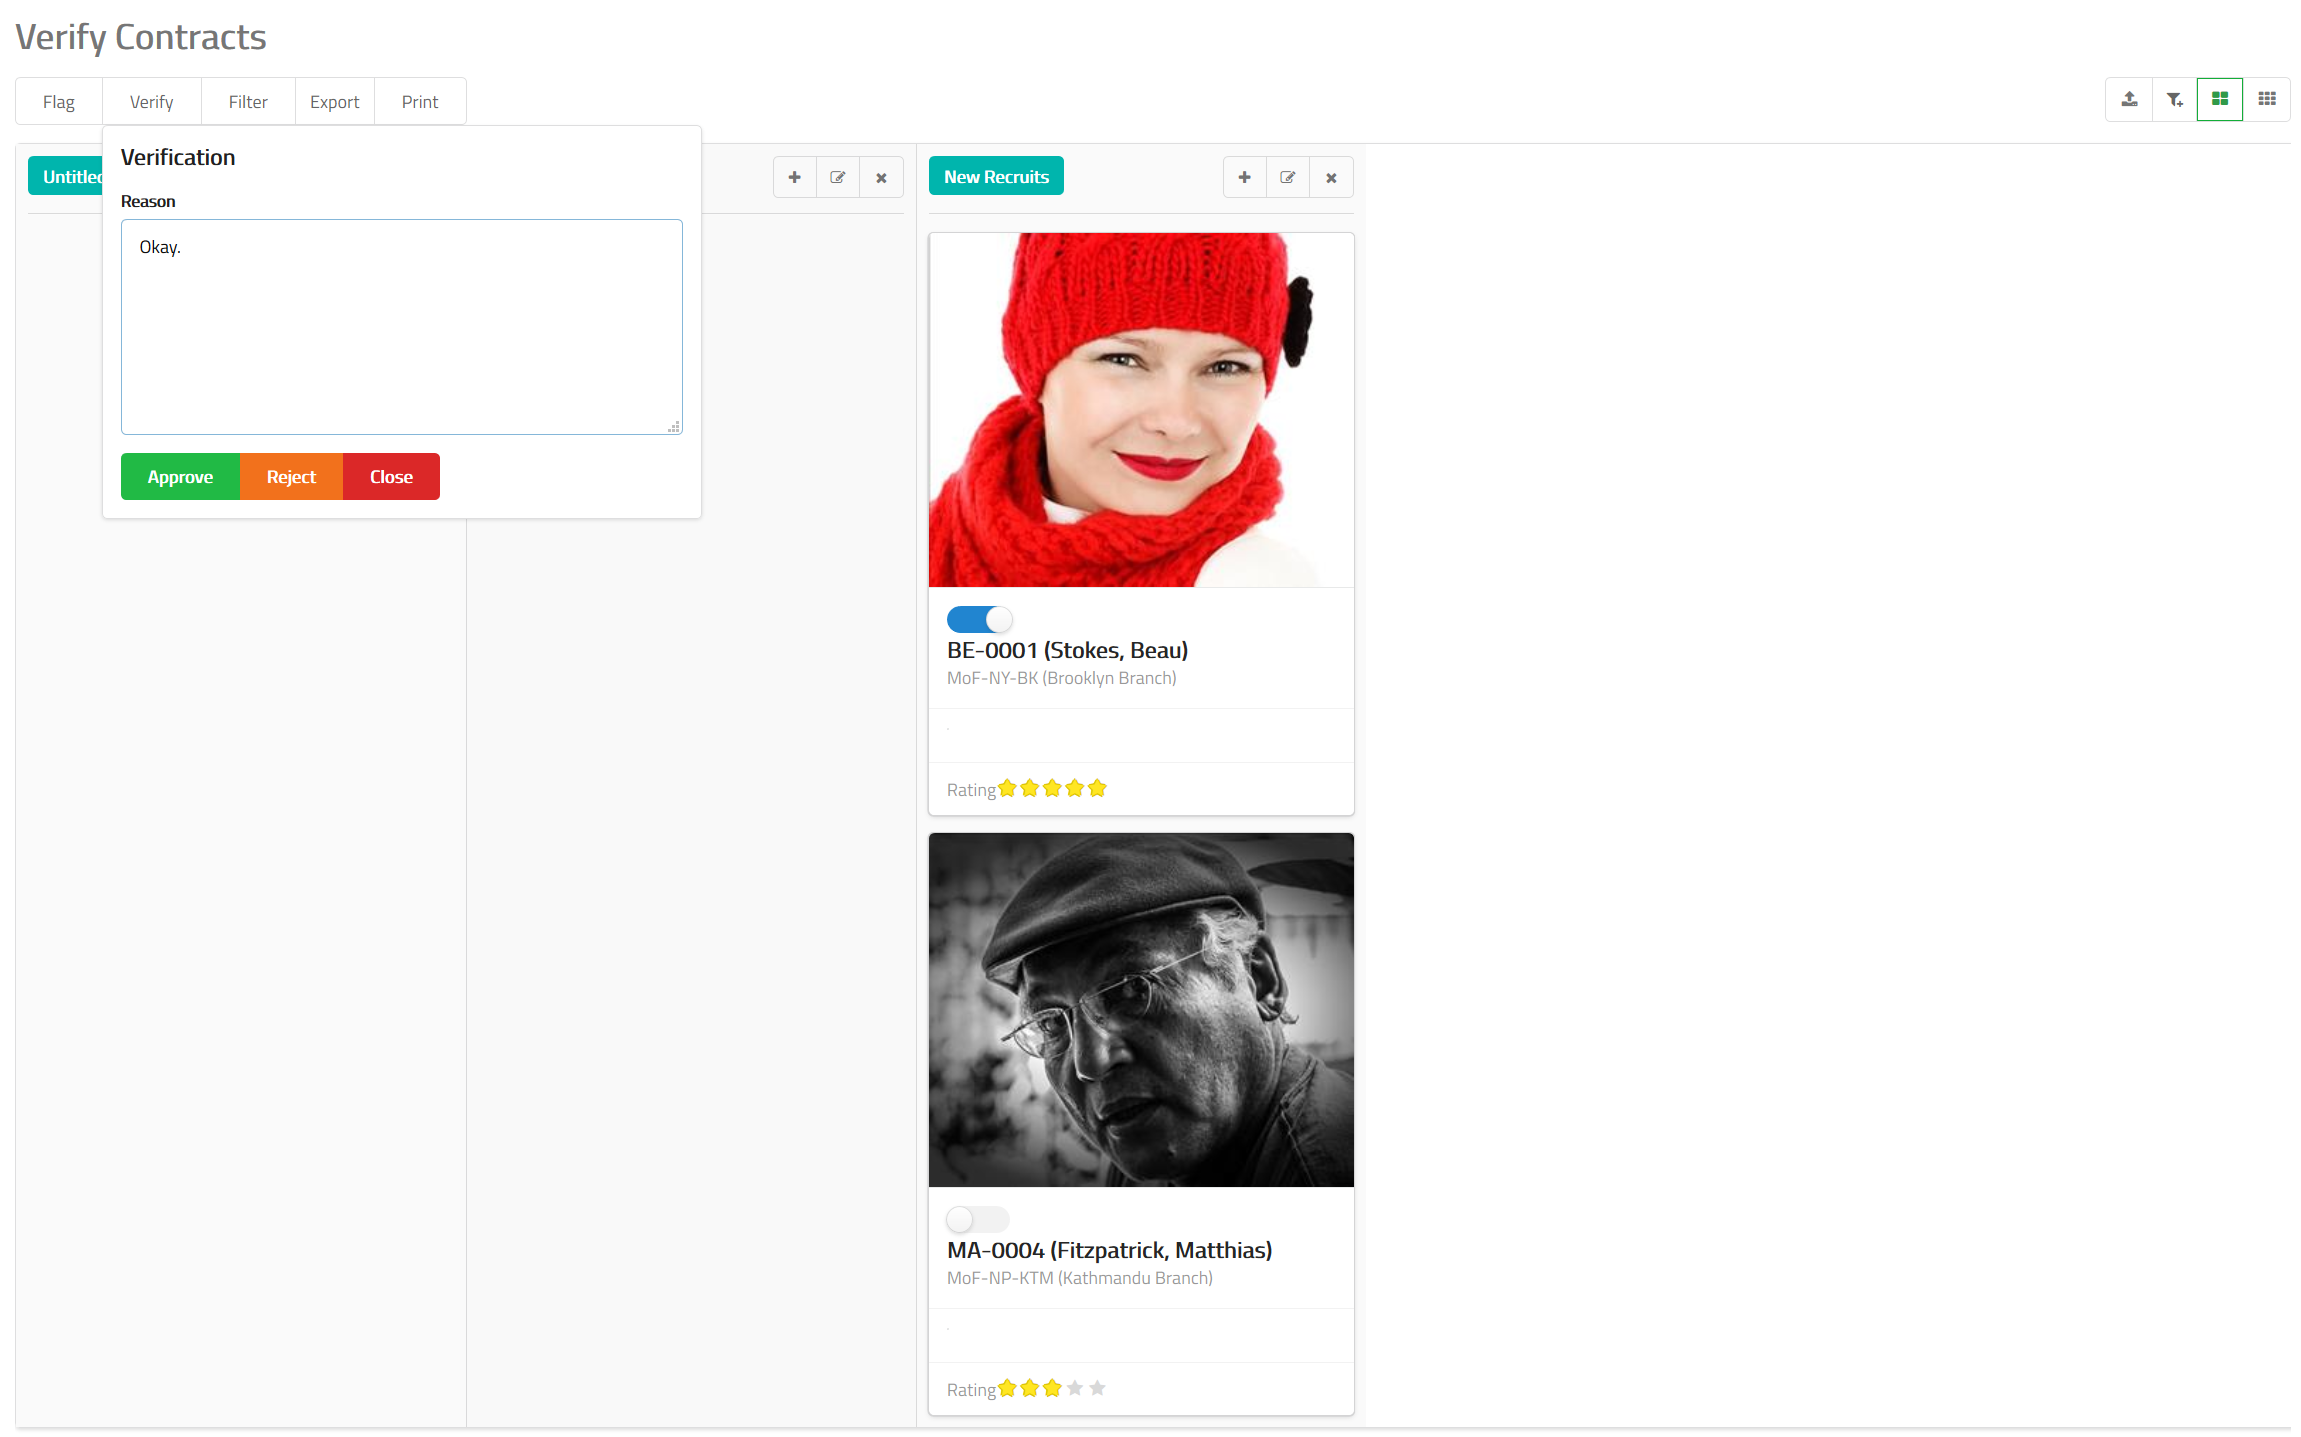 Verify Contracts
Flag Verify Filter Export Print
Verification
Reason
Okay.
Approve Reject Close
New Recruits
BE-0001 (Stokes, Beau)
MoF-NY-BK (Brooklyn Branch)
.
Rating
MA-0004 (Fitzpatrick, Matthias)
MoF-NP-KTM (Kathmandu Branch)
.
Rating